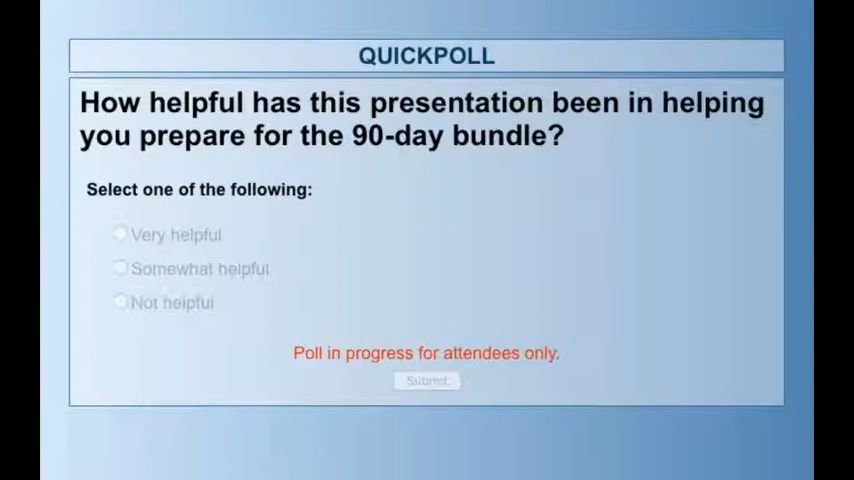 QUICKPOLL
How helpful has this presentation been in helping
you prepare for the 90-day bundle?
Select one of the following:
Very helpful
Somewhat helpful
Not helpful
Poll in progress for attendees only.
Submit